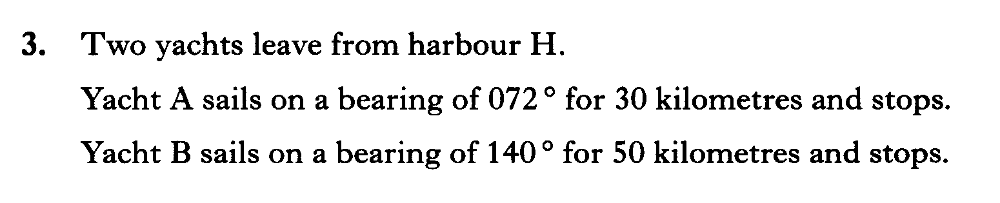 3. Two yachts leave from harbour H.
Yacht A sails on a bearing of 072° for 30 kilometres and stops.
Yacht B sails on a bearing of 140° for 50 kilometres and stops.